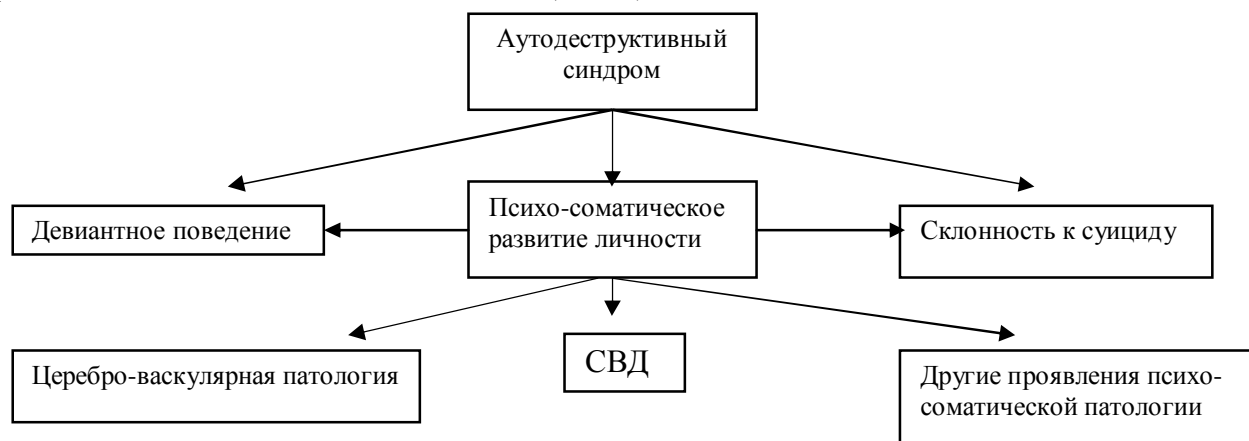 Аутодеструктивный
синдром
Девиантное поведение
Психо-соматическое
развитие личности
Склонность к суициду
Церебро-васкулярная патология
СВД
Другие проявления психо-
соматической патологии